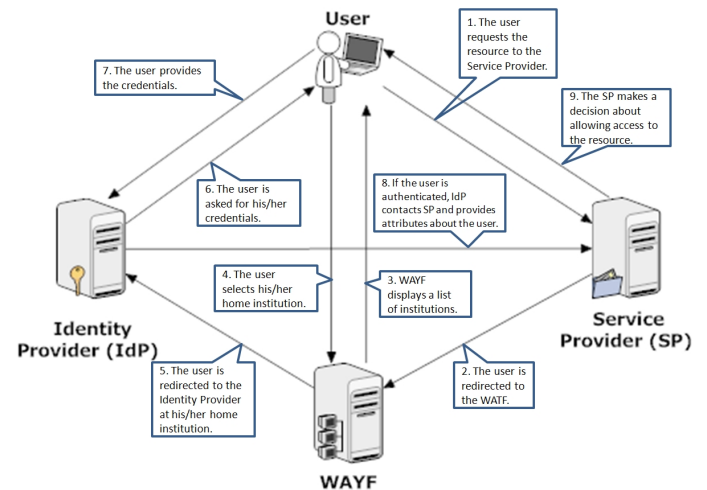 User
1. The user
requests the
resource to the
Service Provider.
7. The user provides
the credentials.
9. The SP makes a
decision about
allowing access to
the resource.
6. The user is
asked for his/her
credentials.
8. If the user is
authenticated, IdP
contacts SP and provides
attributes about the user.
4. The user
selects his/her
home institution.
3. WAYF
displays a list
of institutions.
Identity
Provider (IdP)
Service
Provider (SP)
5. The user is
redirected to the
Identity Provider
at his/her home
institution.
2. The user is
redirected to
the WATF.
WAYF